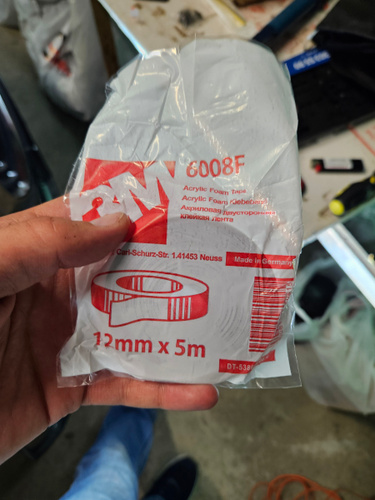 3M
6008F
Acrylic Foam Tape
Acrylic Foam Klebeband
Акриловая двусторонняя
клейкая лента
Carl-Schurz-Str. 1.41453 Neuss
Made in Germany
12mm x 5m